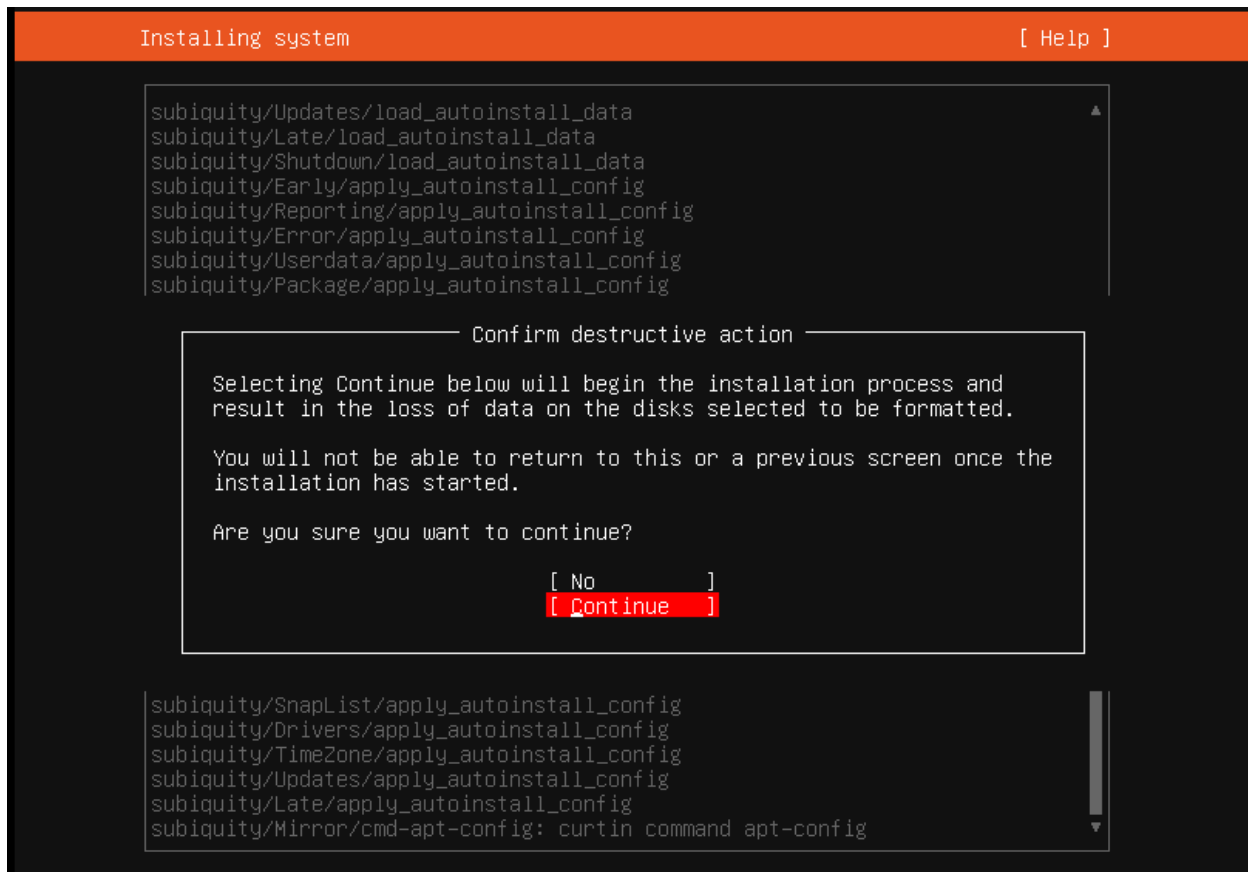 Installing system [ Help ]
subiquity/Updates/load_autoinstall_data
subiquity/Late/load_autoinstall_data
subiquity/Shutdown/load_autoinstall_data
subiquity/Early/apply_autoinstall_config
subiquity/Reporting/apply_autoinstall_config
subiquity/Error/apply_autoinstall_config
subiquity/Userdata/apply_autoinstall_config
subiquity/Package/apply_autoinstall_config
Confirm destructive action
Selecting Continue below will begin the installation process and
result in the loss of data on the disks selected to be formatted.
You will not be able to return to this or a previous screen once the
installation has started.
Are you sure you want to continue?
[ No ]
[ Continue ]
subiquity/SnapList/apply_autoinstall_config
subiquity/Drivers/apply_autoinstall_config
subiquity/TimeZone/apply_autoinstall_config
subiquity/Updates/apply_autoinstall_config
subiquity/Late/apply_autoinstall_config
subiquity/Mirror/cmd-apt-config: curtin command apt-config